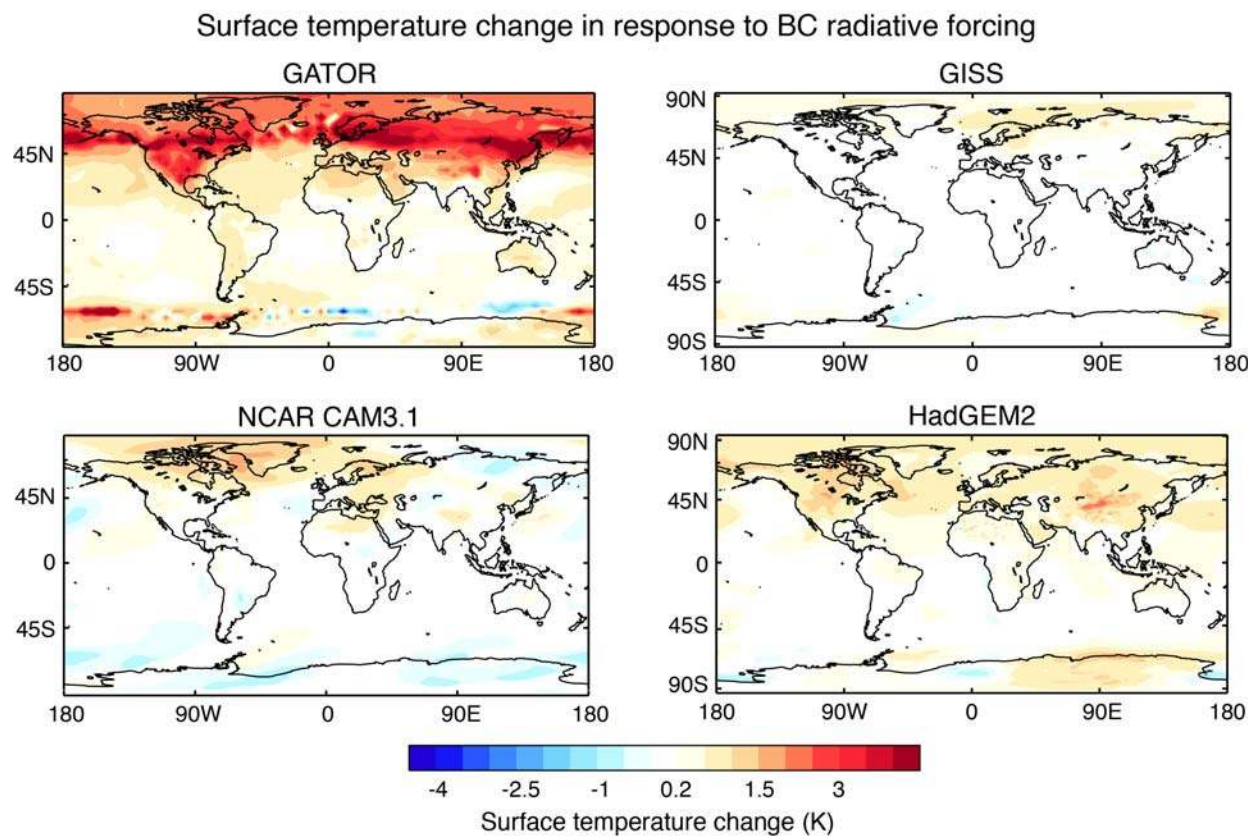 Surface temperature change in response to BC radiative forcing
GATOR
GISS
45N
0
45S
180
90W
0
90E
180
90N
45N
0
45S
90S
180
90W
0
90E
180
NCAR CAM3.1
HadGEM2
45N
0
45S
180
90W
0
90E
180
90N
45N
0
45S
90S
180
90W
0
90E
180
-4 -2.5 -1 0.2 1.5 3
Surface temperature change (K)